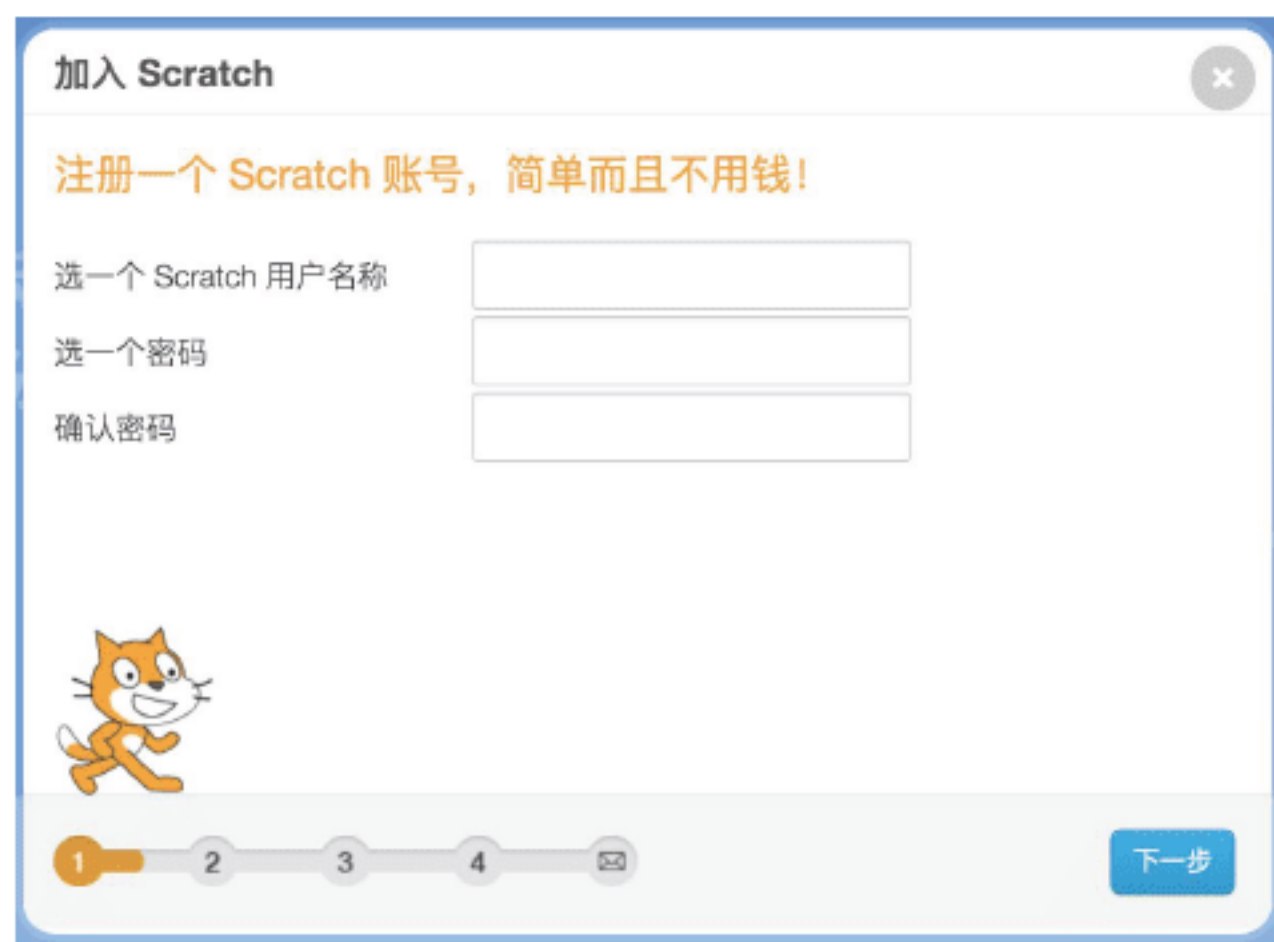 加入 Scratch
×
注册一个 Scratch 账号，简单而且不用钱！
选一个 Scratch 用户名称
选一个密码
确认密码
1 2 3 4
下一步